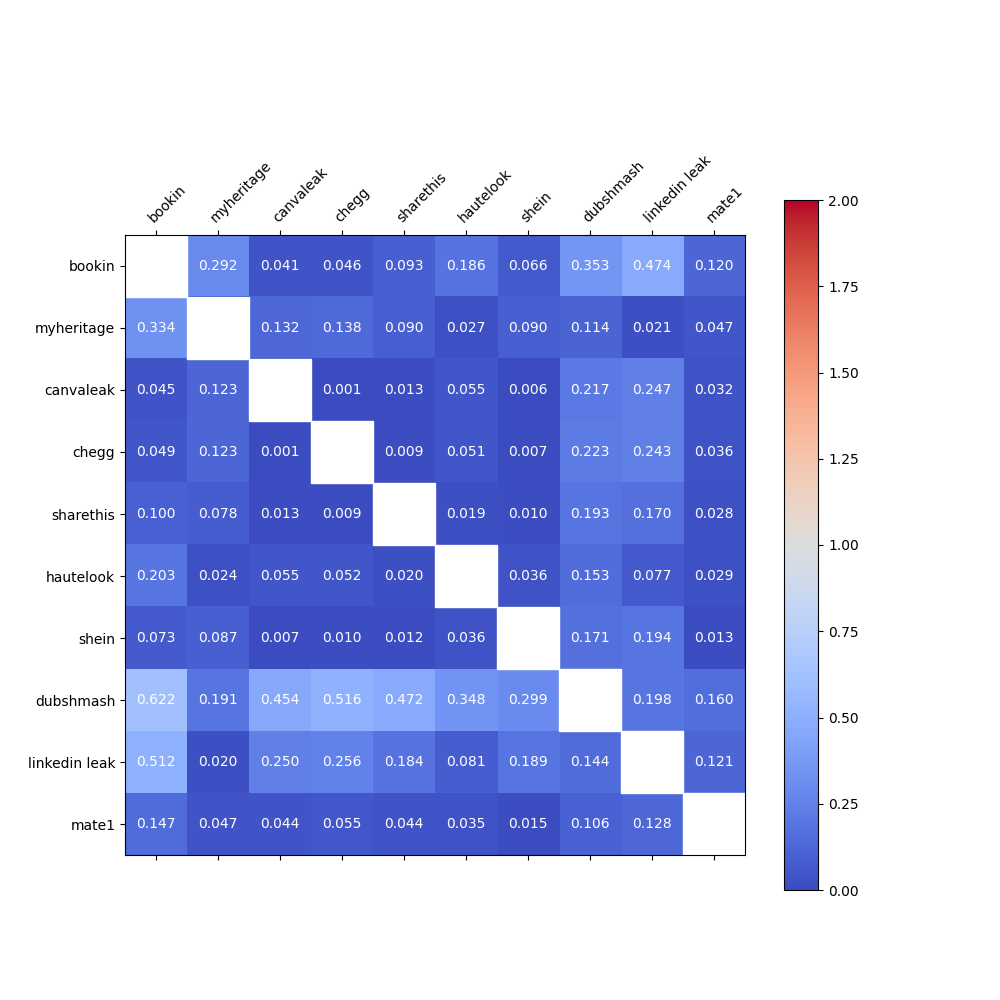 bookin myheritage canvaleak chegg sharethis hautelook shein dubshmash linkedin leak mate1
bookin 0.292 0.041 0.046 0.093 0.186 0.066 0.353 0.474 0.120
myheritage 0.334 0.132 0.138 0.090 0.027 0.090 0.114 0.021 0.047
canvaleak 0.045 0.123 0.001 0.013 0.055 0.006 0.217 0.247 0.032
chegg 0.049 0.123 0.001 0.009 0.051 0.007 0.223 0.243 0.036
sharethis 0.100 0.078 0.013 0.009 0.019 0.010 0.193 0.170 0.028
hautelook 0.203 0.024 0.055 0.052 0.020 0.036 0.153 0.077 0.029
shein 0.073 0.087 0.007 0.010 0.012 0.036 0.171 0.194 0.013
dubshmash 0.622 0.191 0.454 0.516 0.472 0.348 0.299 0.198 0.160
linkedin leak 0.512 0.020 0.250 0.256 0.184 0.081 0.189 0.144 0.121
mate1 0.147 0.047 0.044 0.055 0.044 0.035 0.015 0.106 0.128
2.00
1.75
1.50
1.25
1.00
0.75
0.50
0.25
0.00